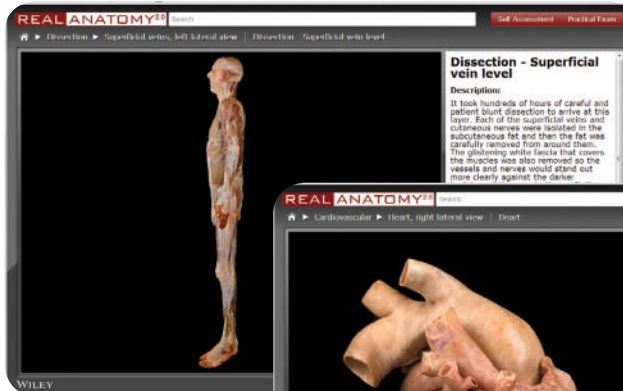 REAL ANATOMY 2.0 Search
Self Assessment Practical Exam
Dissection ▶ Superficial veins, left lateral view | Dissection Superficial vein level
Dissection - Superficial
vein level
Description:
It took hundreds of hours of careful and
patient blunt dissection to arrive at this
layer. Each of the superficial veins and
cutaneous nerves were isolated in the
subcutaneous fat and then the fat was
carefully removed from around them.
The glistening white fascia that covers
the muscles was also removed so the
vessels and nerves would stand out
more clearly against the darker
WILEY
REAL ANATOMY 2.0 Search
Cardiovascular ▶ Heart, right lateral view | Heart